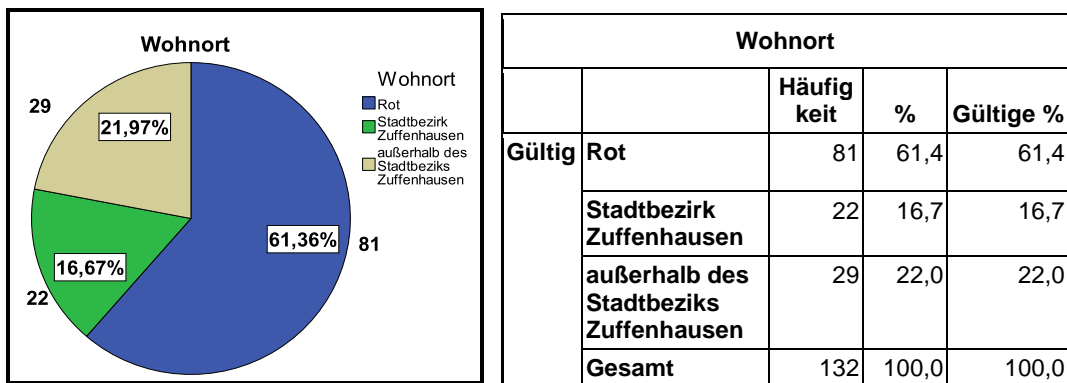 Wohnort
Wohnort
Rot
Stadtbezirk
Zuffenhausen
außerhalb des
Stadtbeziks
Zuffenhausen
29
21,97%
61,36%
81
16,67%
22
Wohnort
Häufig
keit % Gültige %
Gültig Rot 81 61,4 61,4
Stadtbezirk 22 16,7 16,7
Zuffenhausen
außerhalb des 29 22,0 22,0
Stadtbeziks
Zuffenhausen
Gesamt 132 100,0 100,0